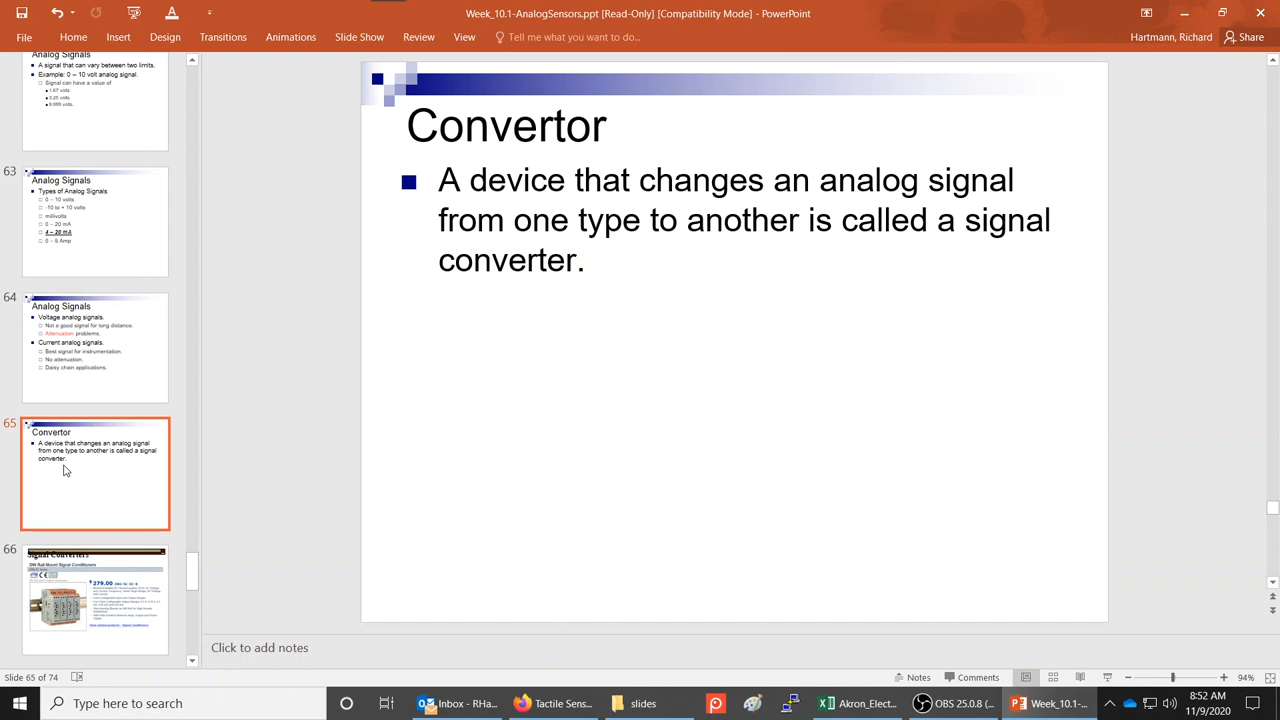 Week_10.1-AnalogSensors.ppt [Read-Only] [Compatibility Mode] - PowerPoint
File Home Insert Design Transitions Animations Slide Show Review View Tell me what you want to do... Hartmann, Richard Share
Analog Signals
A signal that can vary between two limits.
Example: 0 – 10 volt analog signal.
Signal can have a value of
1.67 volts
3.25 volts
9.999 volts.
63
Analog Signals
Types of Analog Signals
0 – 10 volts
-10 to + 10 volts
millivolts
0 – 20 mA
4 – 20 mA
0 – 5 Amp
64
Analog Signals
Voltage analog signals.
Not a good signal for long distance.
Attenuation problems.
Current analog signals.
Best signal for instrumentation.
No attenuation.
Daisy chain applications.
65
Convertor
A device that changes an analog signal
from one type to another is called a signal
converter.
66
Signal Converters
DIN Rail Mount Signal Conditioners
279.00
Convertor
A device that changes an analog signal
from one type to another is called a signal
converter.
Click to add notes
Slide 65 of 74 Notes Comments 94%
Type here to search Inbox - RHa... Tactile Sens... slides Akron_Elect... OBS 25.0.8 (... Week_10.1-... 8:52 AM
11/9/2020